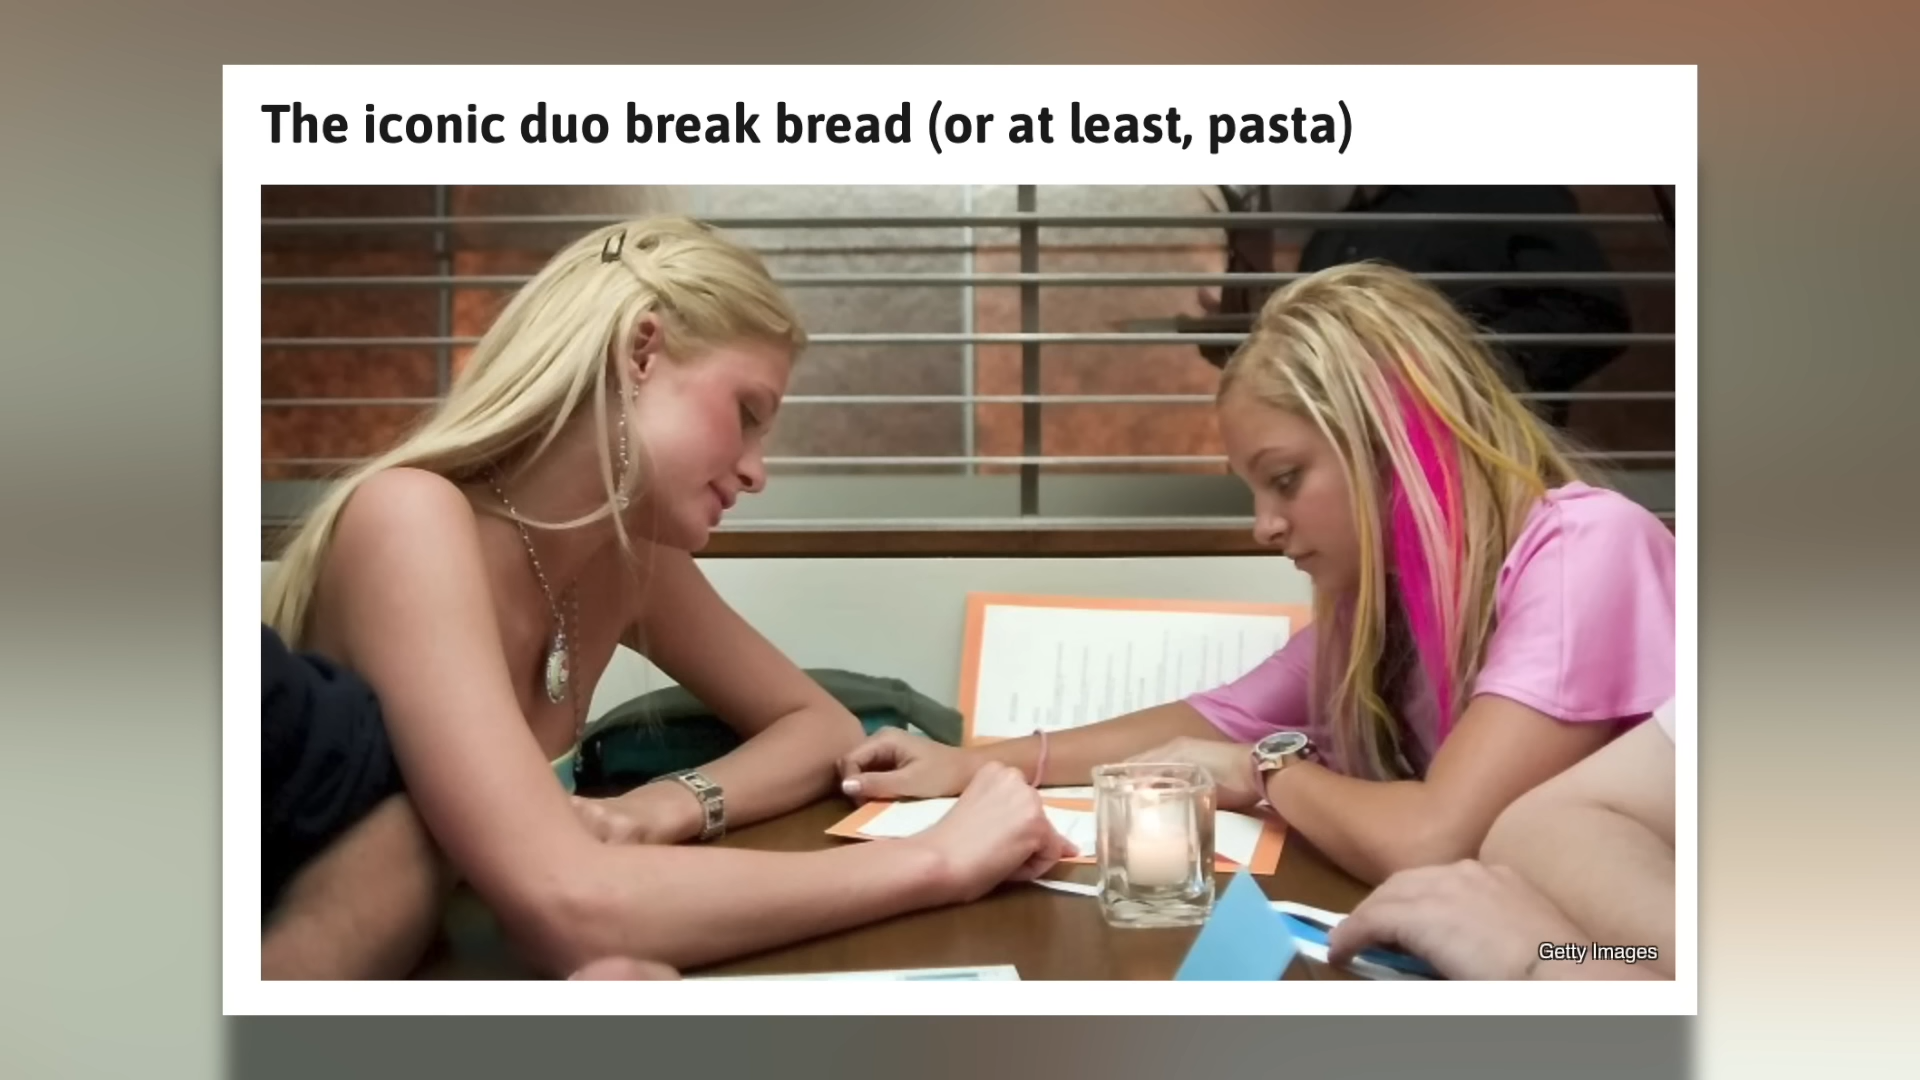 The iconic duo break bread (or at least, pasta)
Getty Images